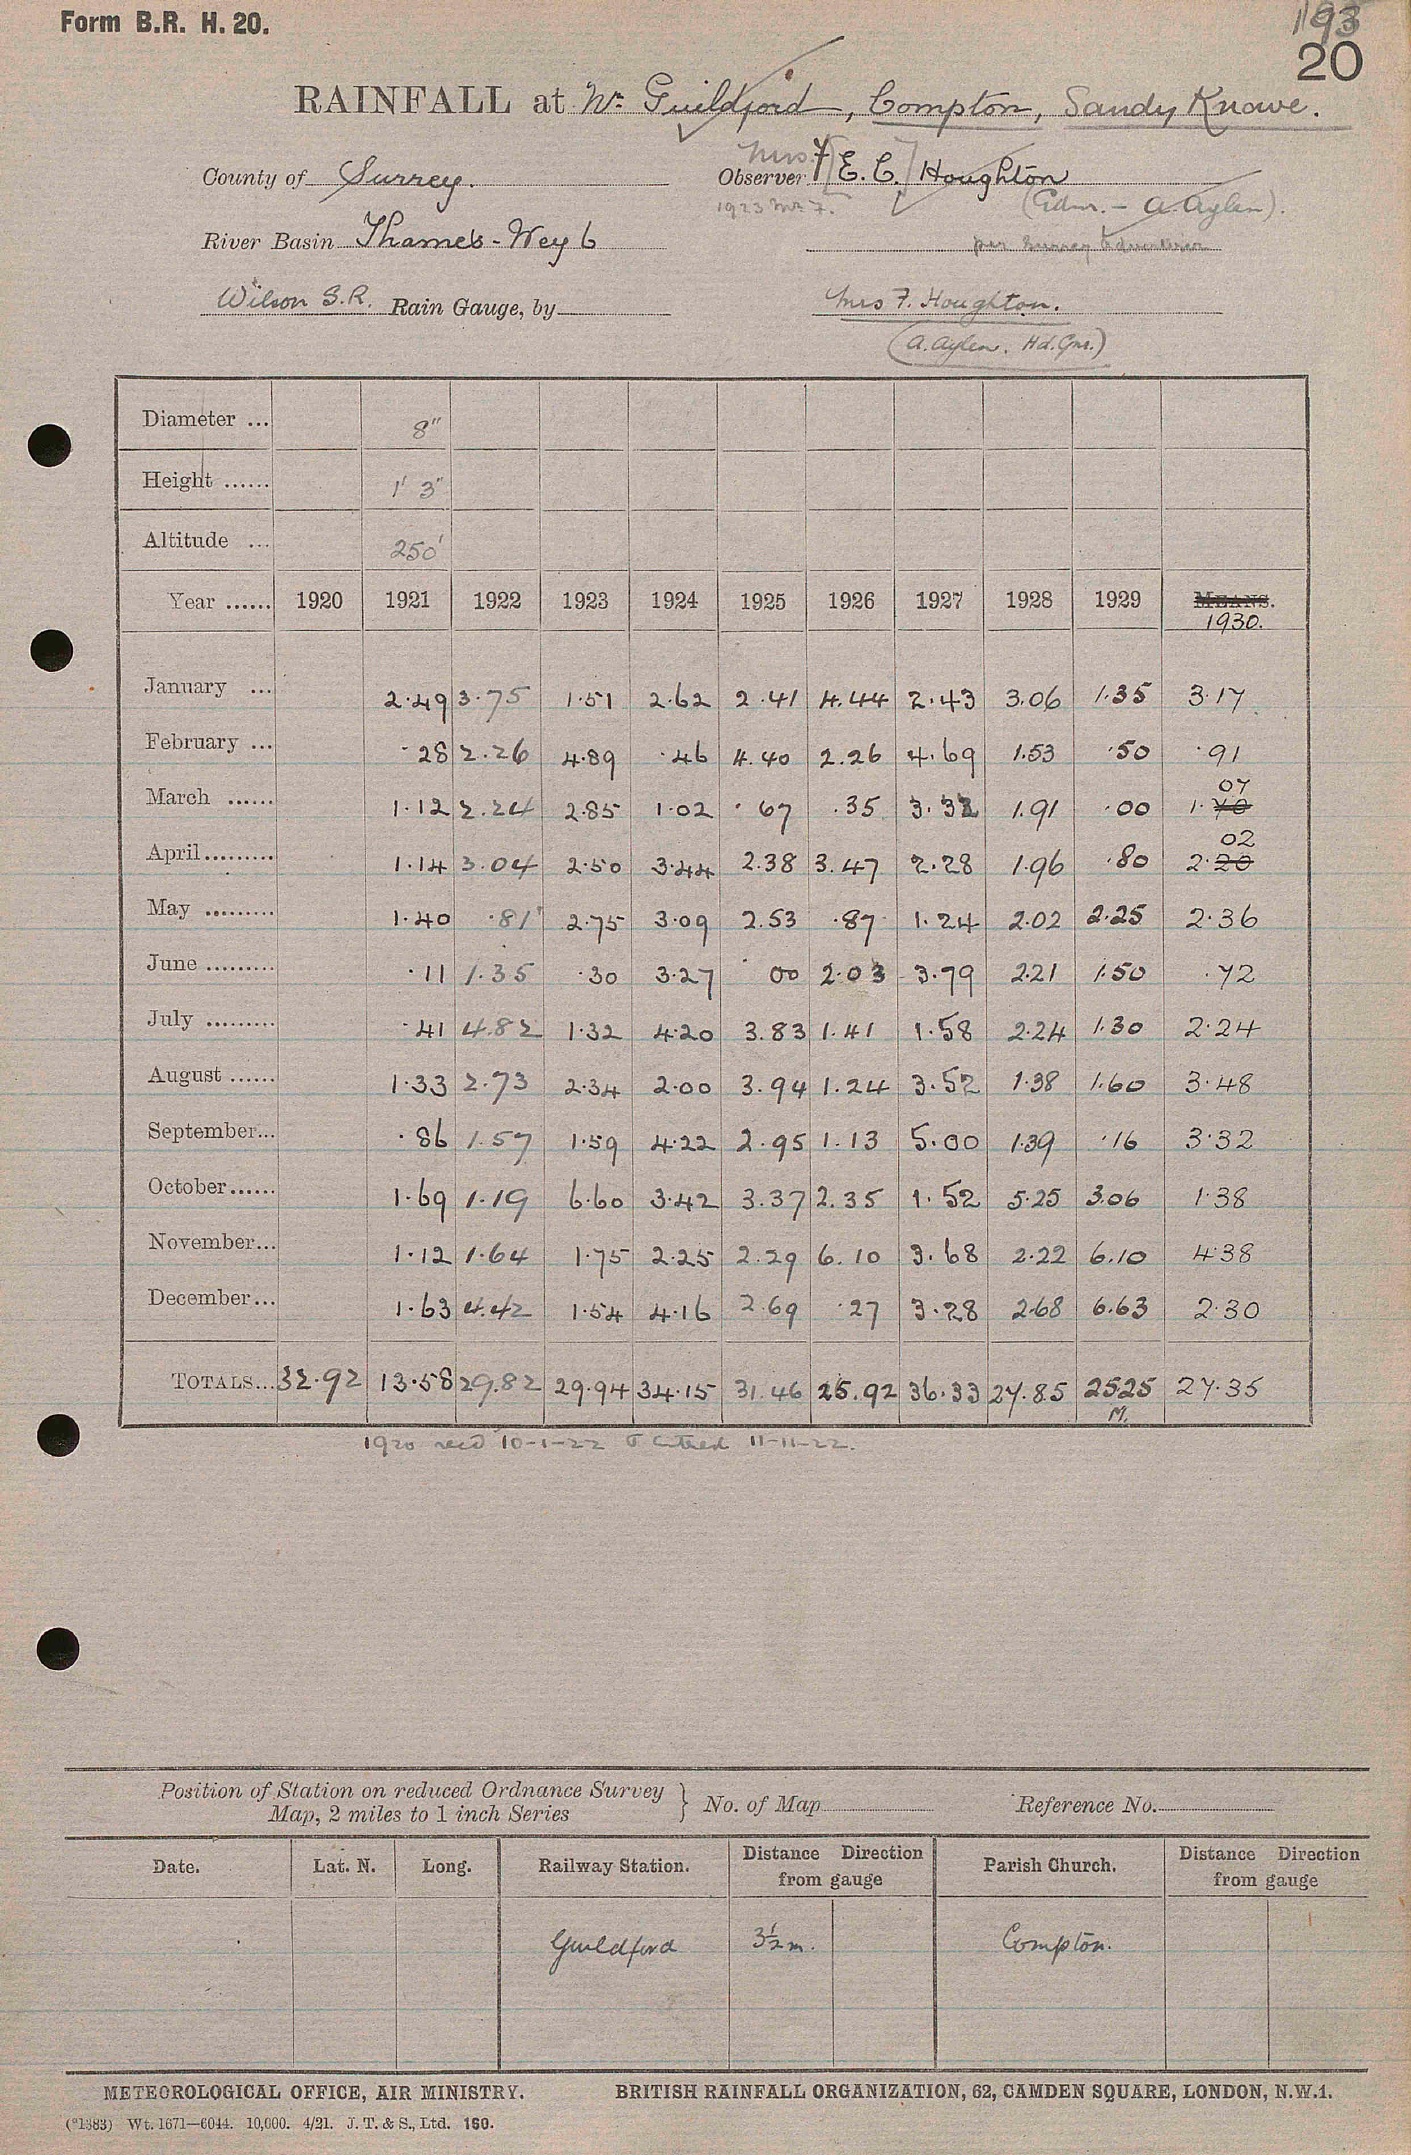 Form B.R. H. 20.
193
20
RAINFALL at Nr. Guildford, Compton, Sandy Knowe.
Mrs. F
County of Surrey. Observer [E. C.] Houghton
1923 Mr. F. (Gdnr. - A. Aylen).
River Basin Thames - Wey 6 per Surrey Advertiser
Wilson S.R. Rain Gauge, by Mrs F. Houghton.
(A. Aylen. Hd. Gnr.)
Diameter ... 8"
Height ...... 1' 3"
Altitude ... 250'
Year ...... 1920 1921 1922 1923 1924 1925 1926 1927 1928 1929 MEANS.
1930.
January ... 2.49 3.75 1.51 2.62 2.41 4.44 2.43 3.06 1.35 3.17
February ... .28 2.26 4.89 .46 4.40 2.26 4.69 1.53 .50 .91
07
March ...... 1.12 2.24 2.85 1.02 .67 .35 3.32 1.91 .00 1.70
02
April......... 1.14 3.04 2.50 3.44 2.38 3.47 2.28 1.96 .80 2.20
May ......... 1.40 .81 2.75 3.09 2.53 .87 1.24 2.02 2.25 2.36
June ......... .11 1.35 .30 3.27 .00 2.03 3.79 2.21 1.50 .72
July ......... .41 4.82 1.32 4.20 3.83 1.41 1.58 2.24 1.30 2.24
August ...... 1.33 2.73 2.34 2.00 3.94 1.24 3.52 1.38 1.60 3.48
September... .86 1.57 1.59 4.22 2.95 1.13 5.00 1.39 .16 3.32
October...... 1.69 1.19 6.60 3.42 3.37 2.35 1.52 5.25 3.06 1.38
November... 1.12 1.64 1.75 2.25 2.29 6.10 3.68 2.22 6.10 4.38
December... 1.63 4.42 1.54 4.16 2.69 .27 3.28 2.68 6.63 2.30
TOTALS... 32.92 13.58 29.82 29.94 34.15 31.46 25.92 36.33 27.85 25.25 27.35
M.
1920 recd 10-1-22 & entered 11-11-22.
Position of Station on reduced Ordnance Survey
Map, 2 miles to 1 inch Series } No. of Map Reference No.
Date. Lat. N. Long. Railway Station. Distance Direction from gauge Parish Church. Distance Direction from gauge
Guildford 3½ m. Compton.
METEOROLOGICAL OFFICE, AIR MINISTRY. BRITISH RAINFALL ORGANIZATION, 62, CAMDEN SQUARE, LONDON, N.W.1.
(*1383) Wt. 1671—6044. 10,000. 4/21. J. T. & S., Ltd. 160.